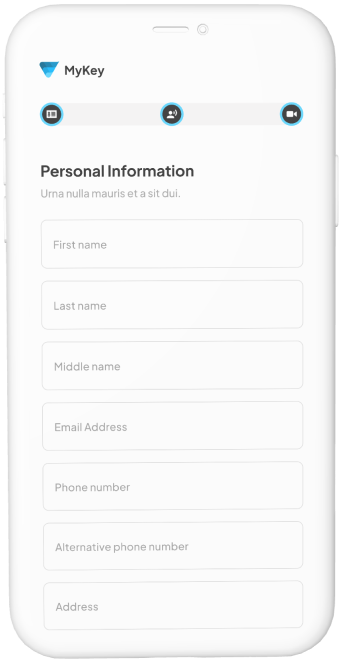 MyKey
Personal Information
Urna nulla mauris et a sit dui.
First name
Last name
Middle name
Email Address
Phone number
Alternative phone number
Address